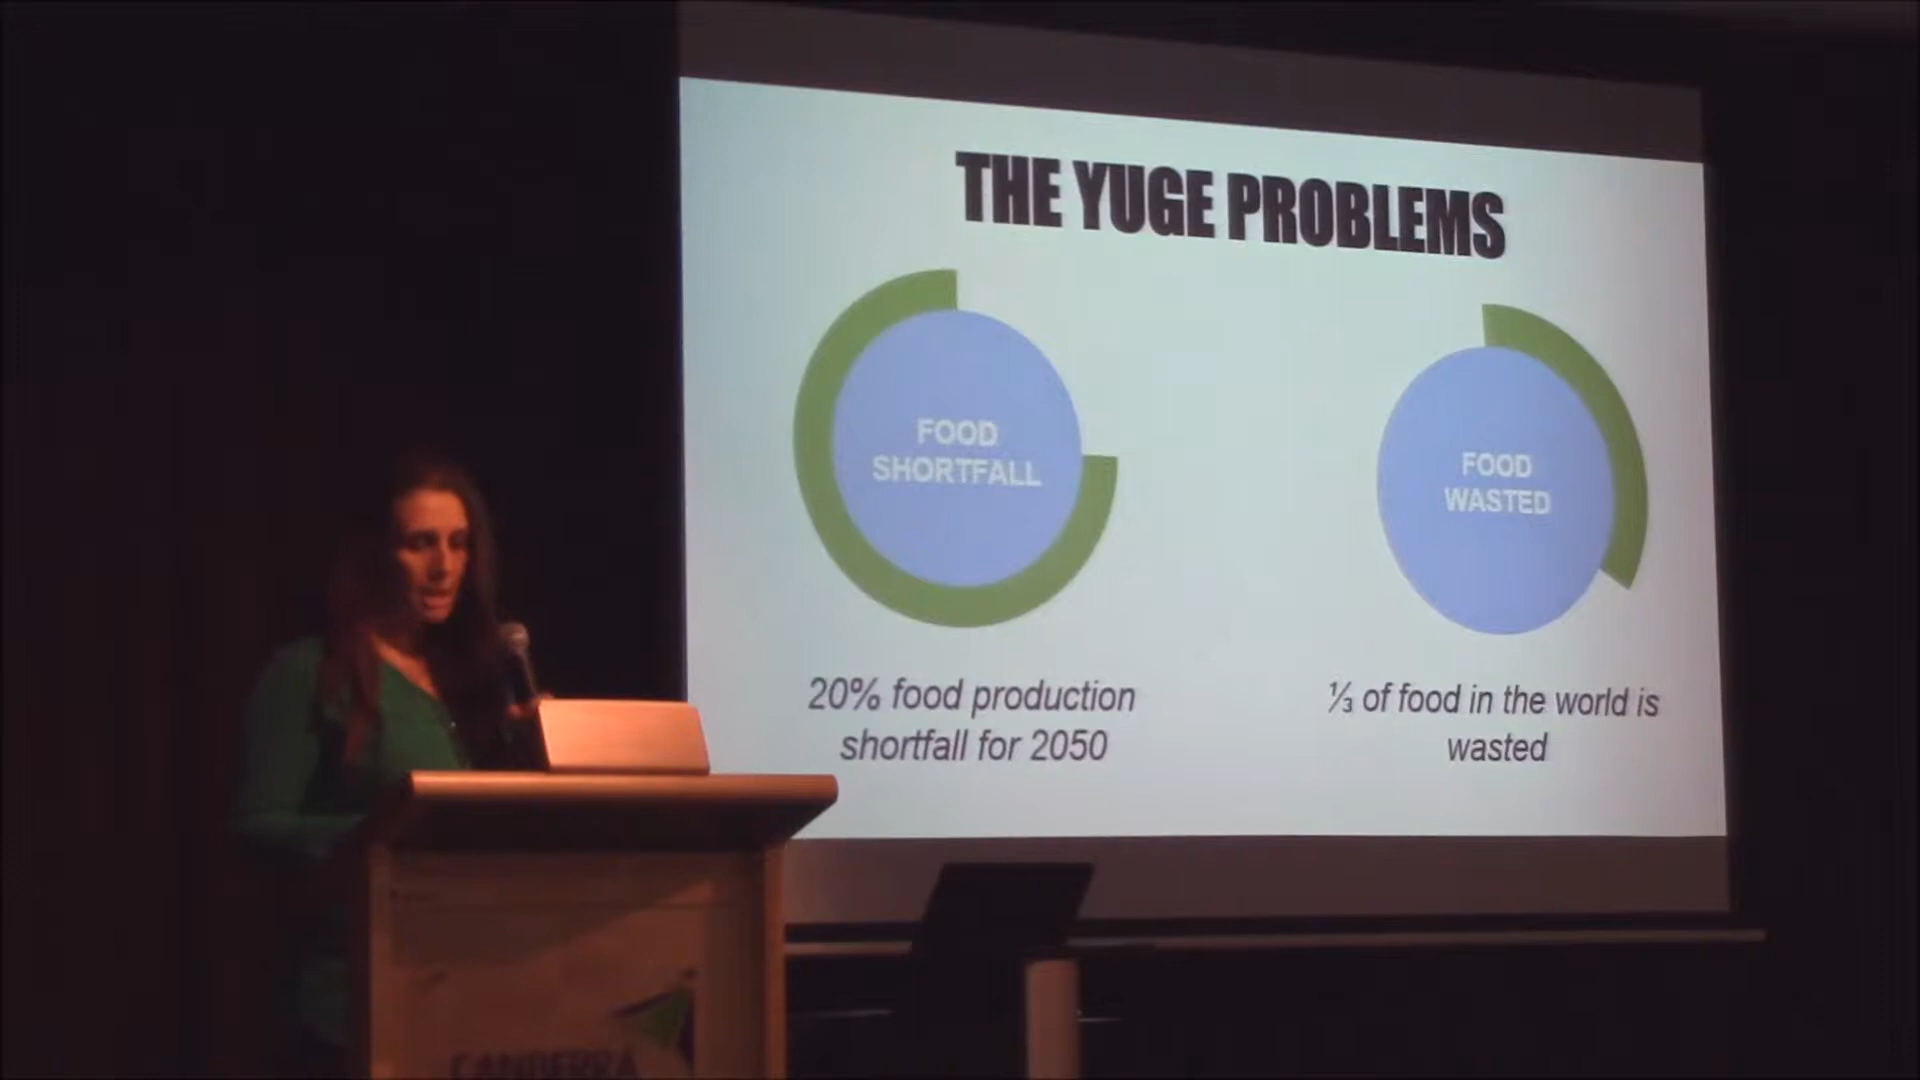 THE YUGE PROBLEMS
FOOD
SHORTFALL
FOOD
WASTED
20% food production
shortfall for 2050
⅓ of food in the world is
wasted
CANBERRA